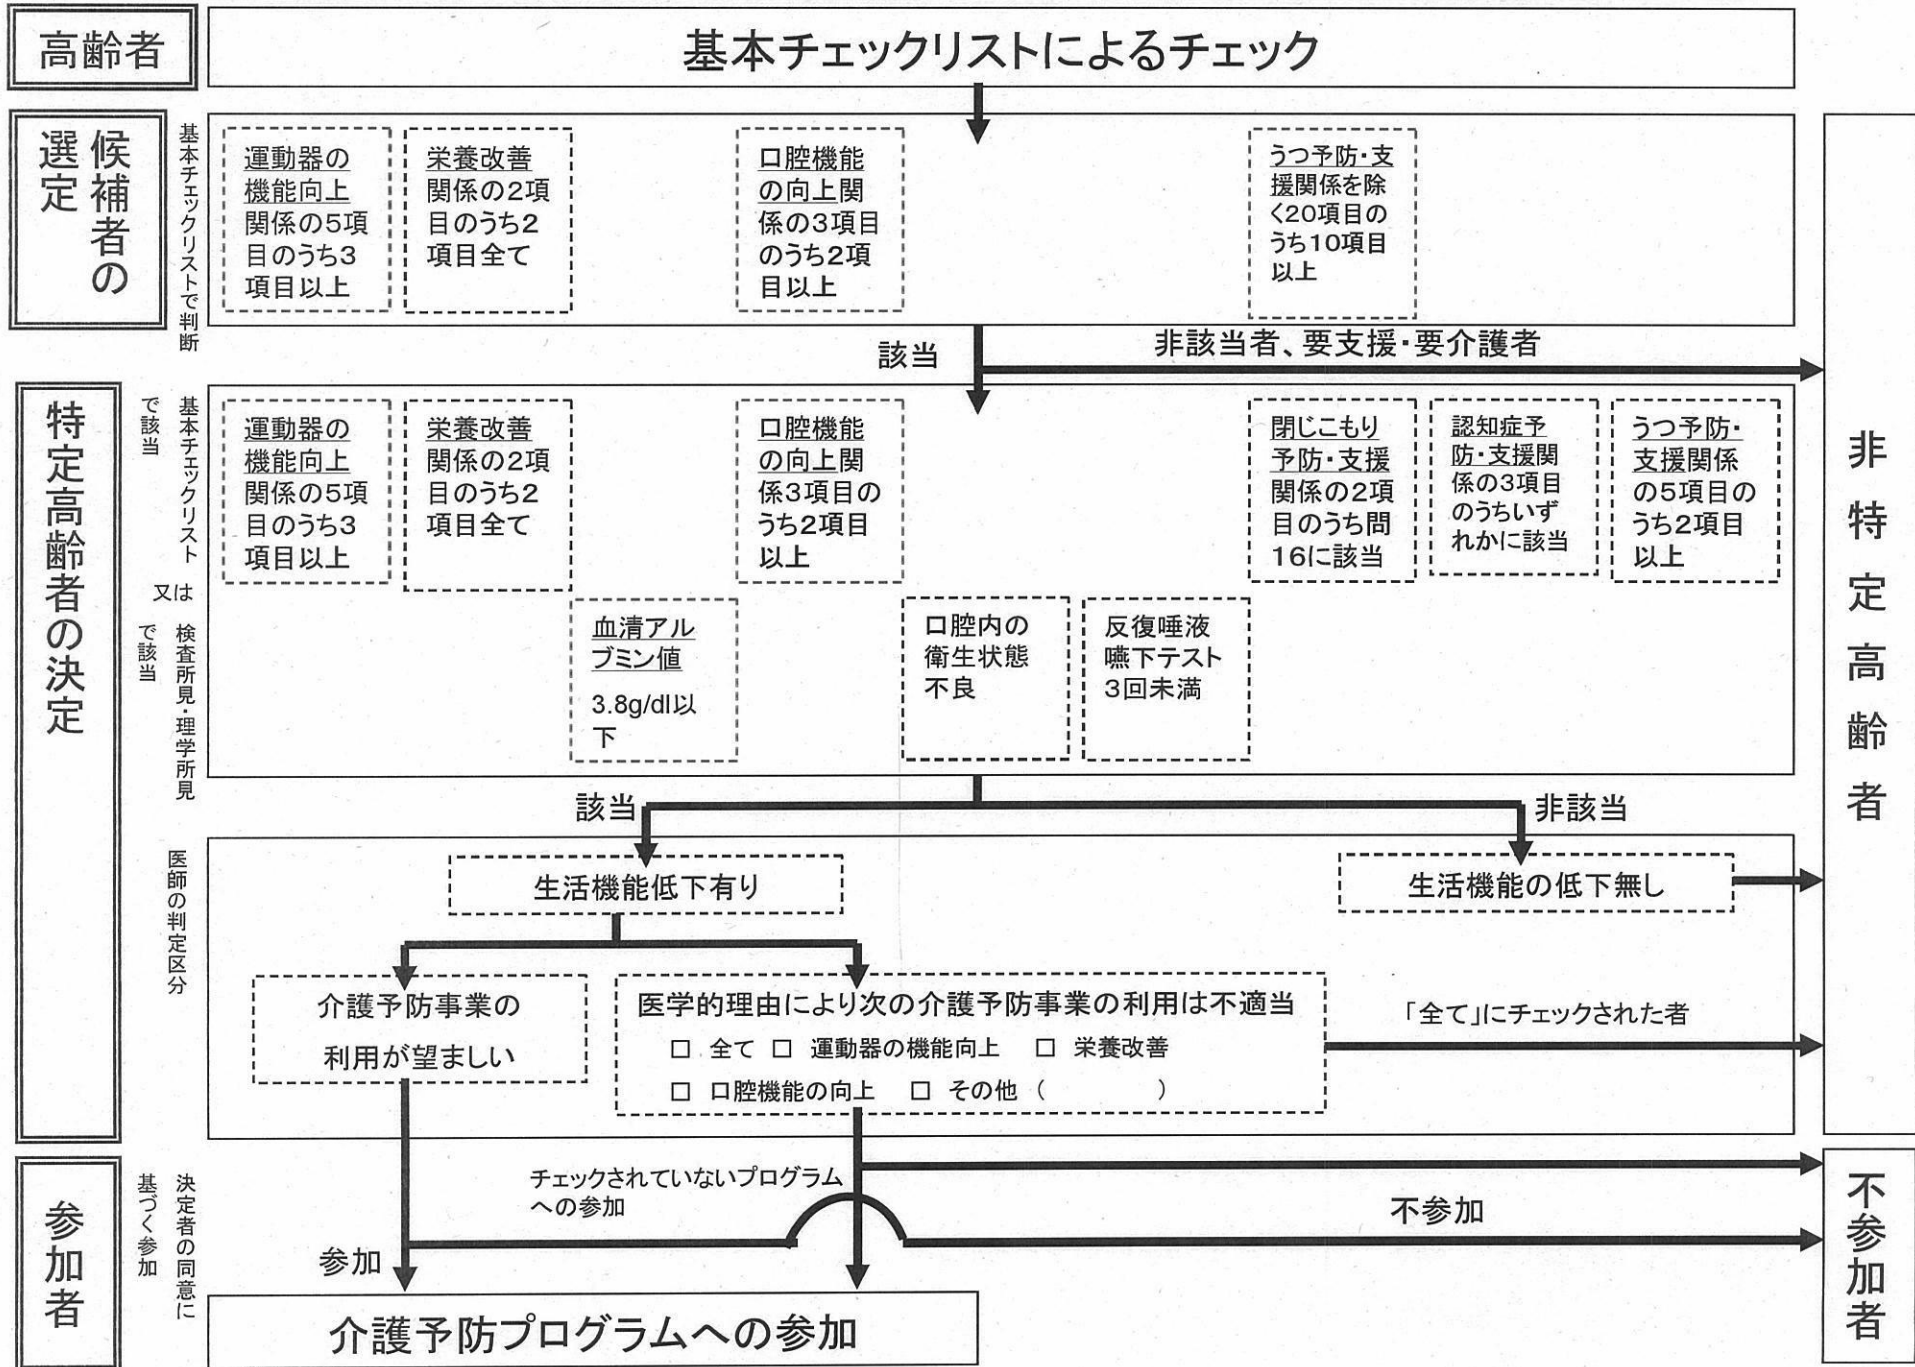 高齢者
基本チェックリストによるチェック
候補者の
選定
基本チェックリストで判断
運動器の
機能向上
関係の5項
目のうち3
項目以上
栄養改善
関係の2項
目のうち2
項目全て
口腔機能
の向上関
係の3項目
のうち2項
目以上
うつ予防・支
援関係を除
く20項目の
うち10項目
以上
該当
非該当者、要支援・要介護者
非特定高齢者
特定高齢者の決定
基本チェックリスト
で該当
又は
検査所見・理学所見
で該当
運動器の
機能向上
関係の5項
目のうち3
項目以上
栄養改善
関係の2項
目のうち2
項目全て
口腔機能
の向上関
係3項目の
うち2項目
以上
閉じこもり
予防・支援
関係の2項
目のうち問
16に該当
認知症予
防・支援関
係の3項目
のうちいず
れかに該当
うつ予防・
支援関係
の5項目の
うち2項目
以上
血清アル
ブミン値
3.8g/dl以
下
口腔内の
衛生状態
不良
反復唾液
嚥下テスト
3回未満
該当
非該当
医師の判定区分
生活機能低下有り
生活機能の低下無し
介護予防事業の
利用が望ましい
医学的理由により次の介護予防事業の利用は不適当
□ 全て □ 運動器の機能向上 □ 栄養改善
□ 口腔機能の向上 □ その他 ( )
「全て」にチェックされた者
参加者
決定者の同意に
基づく参加
チェックされていないプログラム
への参加
不参加
参加
不参加者
介護予防プログラムへの参加